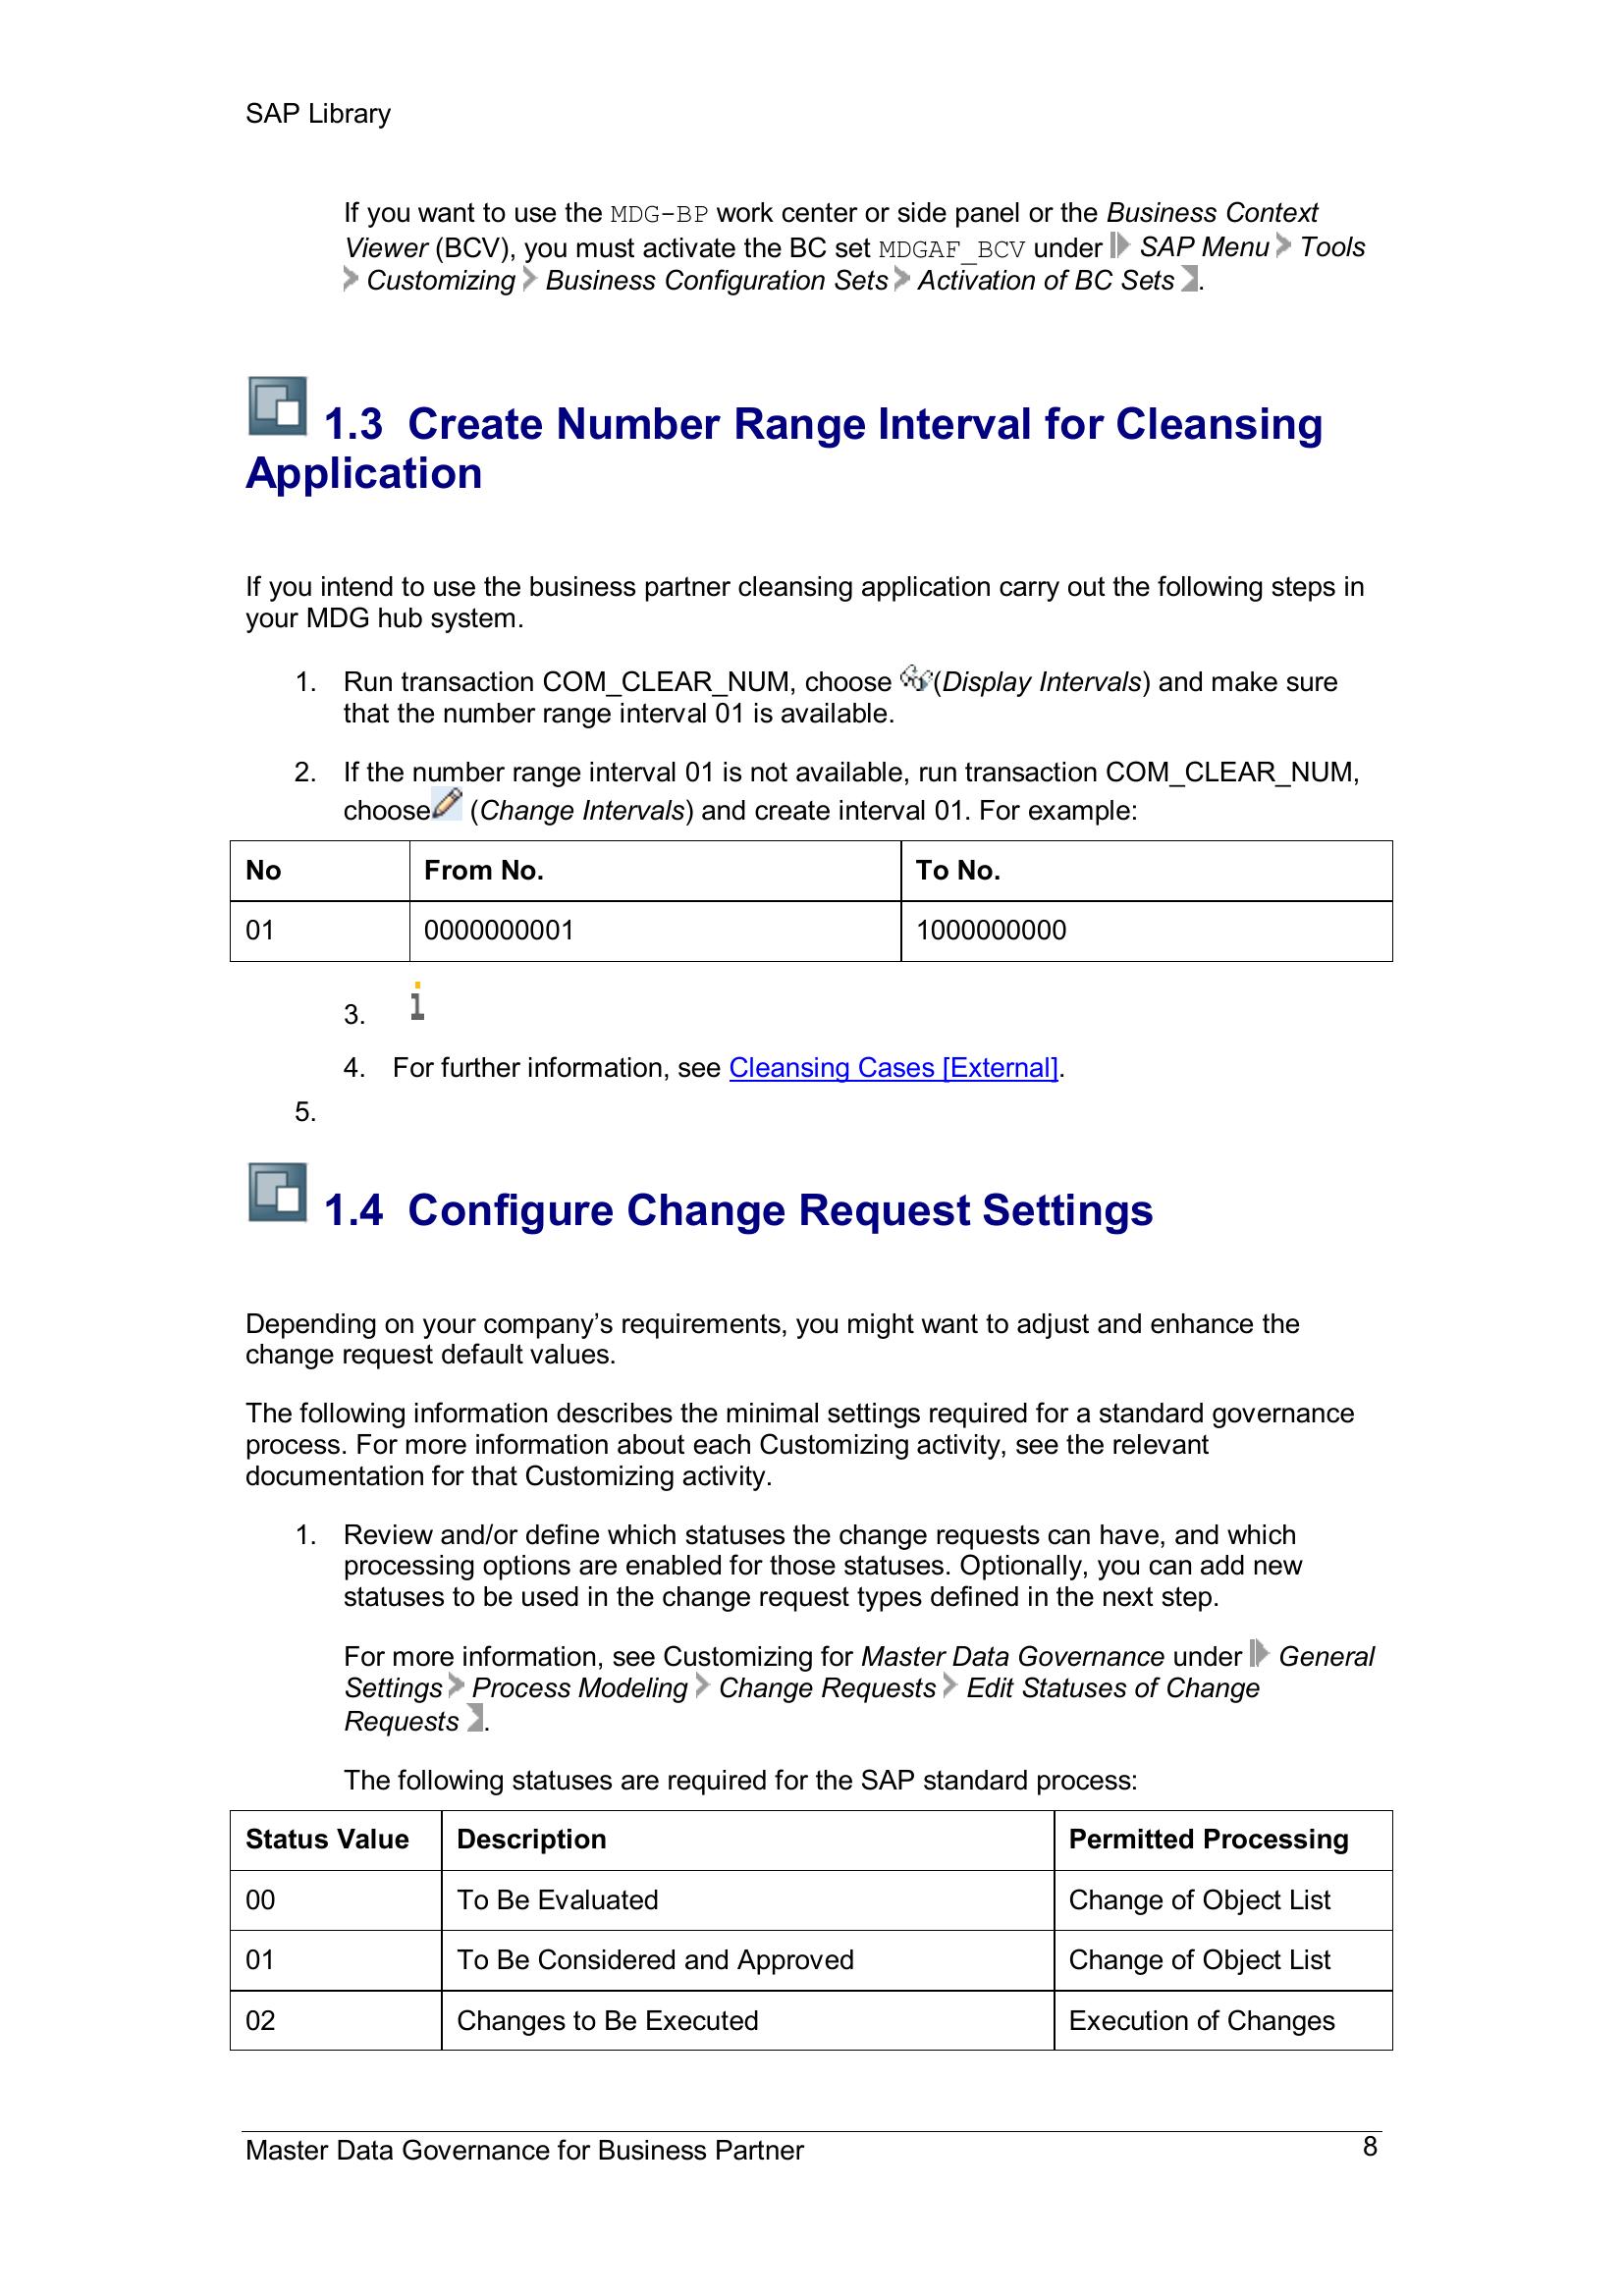 SAP Library
If you want to use the MDG-BP work center or side panel or the Business Context
Viewer (BCV), you must activate the BC set MDGAF_BCV under SAP Menu Tools
Customizing Business Configuration Sets Activation of BC Sets .
1.3 Create Number Range Interval for Cleansing
Application
If you intend to use the business partner cleansing application carry out the following steps in
your MDG hub system.
1. Run transaction COM_CLEAR_NUM, choose (Display Intervals) and make sure
that the number range interval 01 is available.
2. If the number range interval 01 is not available, run transaction COM_CLEAR_NUM,
choose (Change Intervals) and create interval 01. For example:
No From No. To No.
01 0000000001 1000000000
3. i
4. For further information, see Cleansing Cases [External].
5.
1.4 Configure Change Request Settings
Depending on your company’s requirements, you might want to adjust and enhance the
change request default values.
The following information describes the minimal settings required for a standard governance
process. For more information about each Customizing activity, see the relevant
documentation for that Customizing activity.
1. Review and/or define which statuses the change requests can have, and which
processing options are enabled for those statuses. Optionally, you can add new
statuses to be used in the change request types defined in the next step.
For more information, see Customizing for Master Data Governance under General
Settings Process Modeling Change Requests Edit Statuses of Change
Requests .
The following statuses are required for the SAP standard process:
Status Value Description Permitted Processing
00 To Be Evaluated Change of Object List
01 To Be Considered and Approved Change of Object List
02 Changes to Be Executed Execution of Changes
Master Data Governance for Business Partner 8